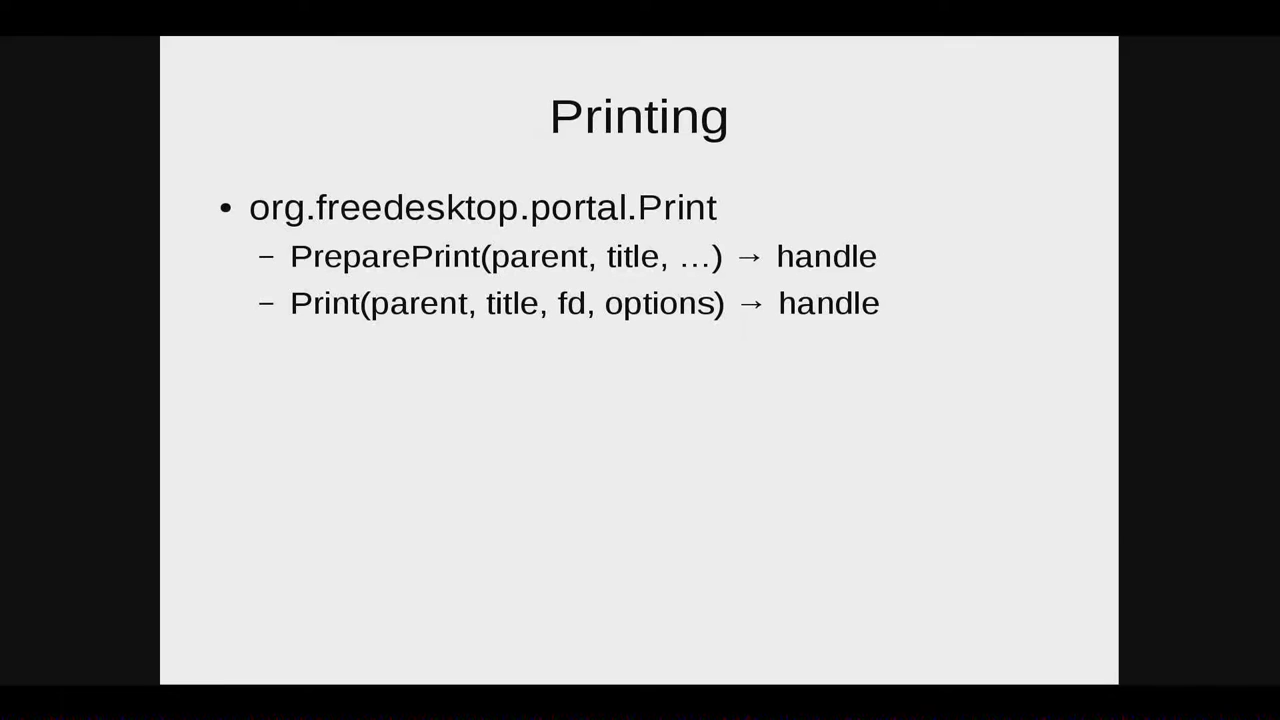 Printing
• org.freedesktop.portal.Print
– PreparePrint(parent, title, …) → handle
– Print(parent, title, fd, options) → handle